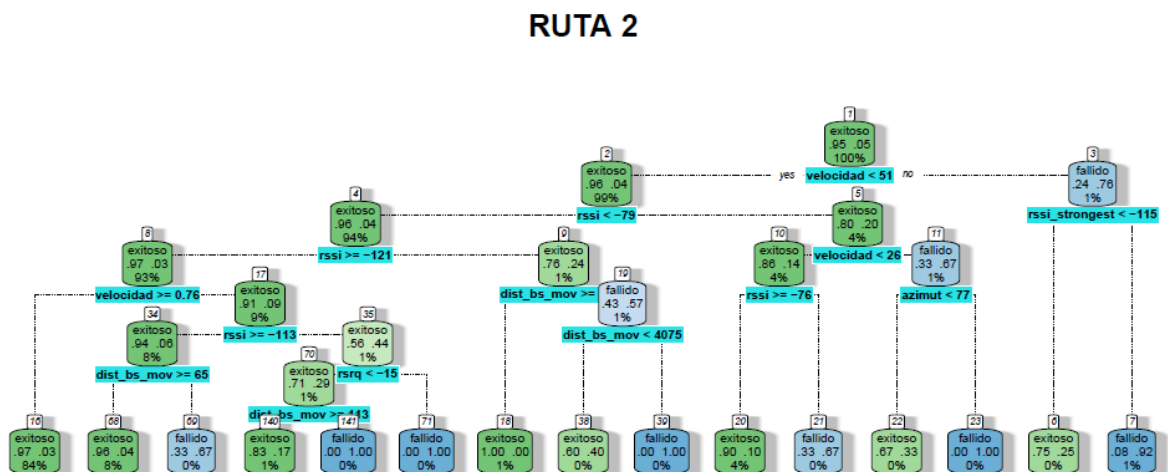 RUTA 2
1
exitoso
.95 .05
100%
yes velocidad < 51 no
2
exitoso
.96 .04
99%
rssi < −79
3
fallido
.24 .76
1%
rssi_strongest < −115
4
exitoso
.96 .04
94%
rssi >= −121
5
exitoso
.80 .20
4%
velocidad < 26
8
exitoso
.97 .03
93%
velocidad >= 0.76
9
exitoso
.76 .24
1%
dist_bs_mov >=
10
exitoso
.86 .14
4%
rssi >= −76
11
fallido
.33 .67
1%
azimut < 77
17
exitoso
.91 .09
9%
rssi >= −113
19
fallido
.43 .57
1%
dist_bs_mov < 4075
34
exitoso
.94 .06
8%
dist_bs_mov >= 65
35
exitoso
.56 .44
1%
rsrq < −15
70
exitoso
.71 .29
1%
dist_bs_mov >= 113
16
exitoso
.97 .03
84%
68
exitoso
.96 .04
8%
69
fallido
.33 .67
0%
140
exitoso
.83 .17
1%
141
fallido
.00 1.00
0%
71
fallido
.00 1.00
0%
18
exitoso
1.00 .00
1%
38
exitoso
.60 .40
0%
39
fallido
.00 1.00
0%
20
exitoso
.90 .10
4%
21
fallido
.33 .67
0%
22
exitoso
.67 .33
0%
23
fallido
.00 1.00
0%
6
exitoso
.75 .25
0%
7
fallido
.08 .92
1%